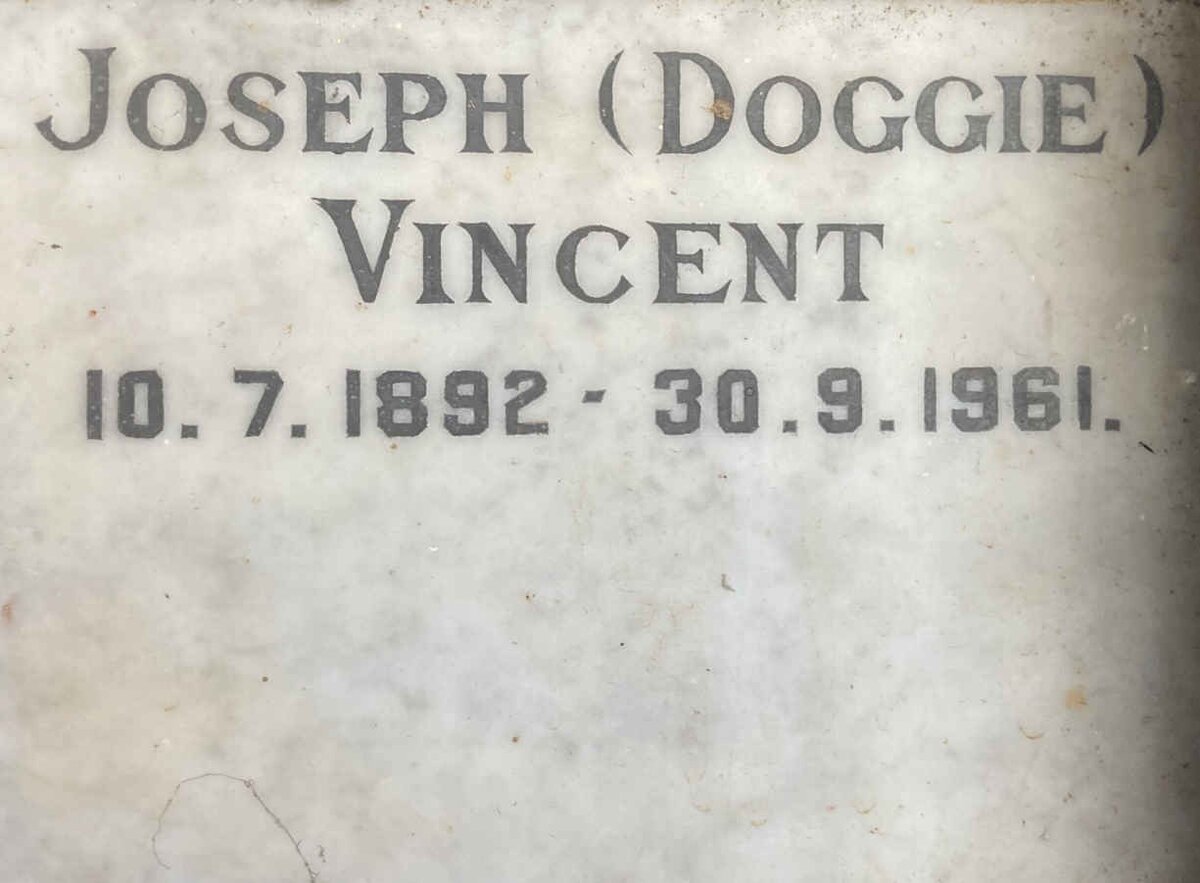 JOSEPH (DOGGIE)
VINCENT
10.7.1892 - 30.9.1961.